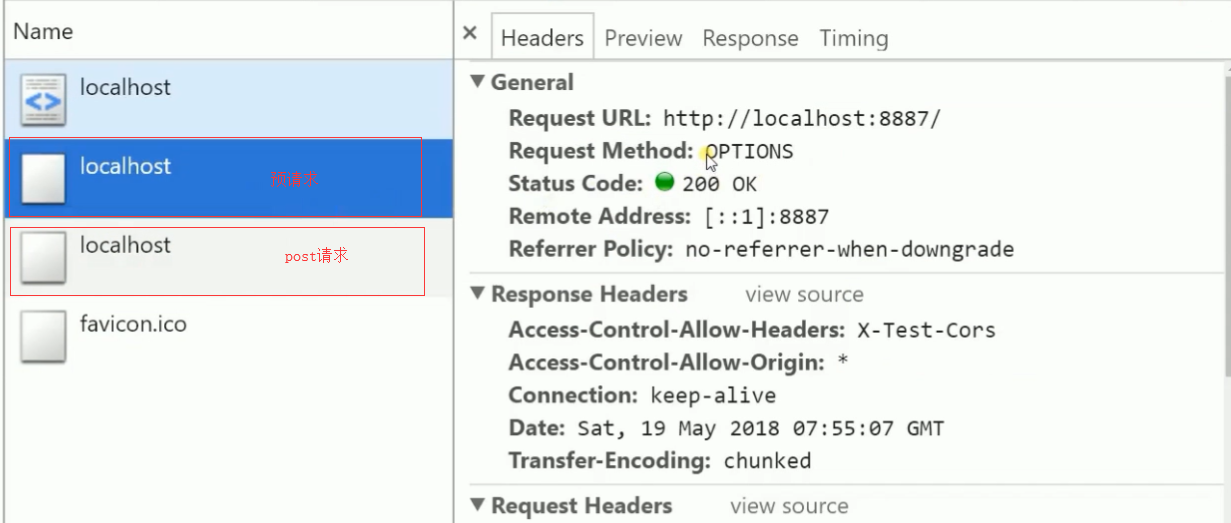 Name
localhost
localhost
预请求
localhost
post请求
favicon.ico
× Headers Preview Response Timing
▼ General
Request URL: http://localhost:8887/
Request Method: OPTIONS
Status Code: 200 OK
Remote Address: [::1]:8887
Referrer Policy: no-referrer-when-downgrade
▼ Response Headers view source
Access-Control-Allow-Headers: X-Test-Cors
Access-Control-Allow-Origin: *
Connection: keep-alive
Date: Sat, 19 May 2018 07:55:07 GMT
Transfer-Encoding: chunked
▼ Request Headers view source